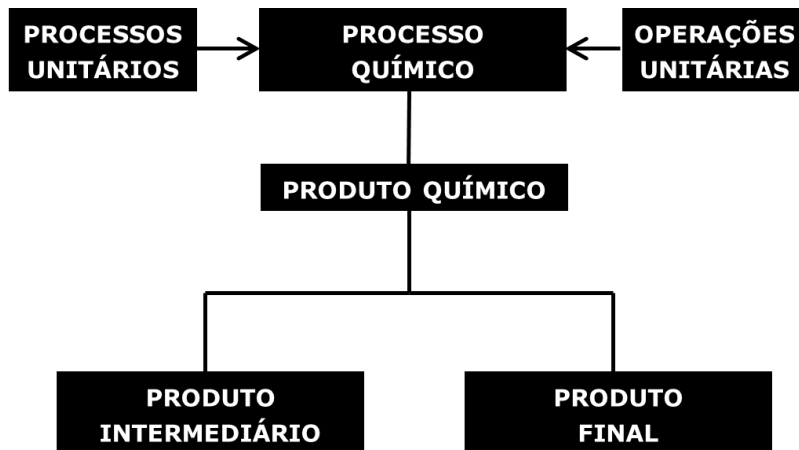 PROCESSOS
UNITÁRIOS
PROCESSO
QUÍMICO
OPERAÇÕES
UNITÁRIAS
PRODUTO QUÍMICO
PRODUTO
INTERMEDIÁRIO
PRODUTO
FINAL